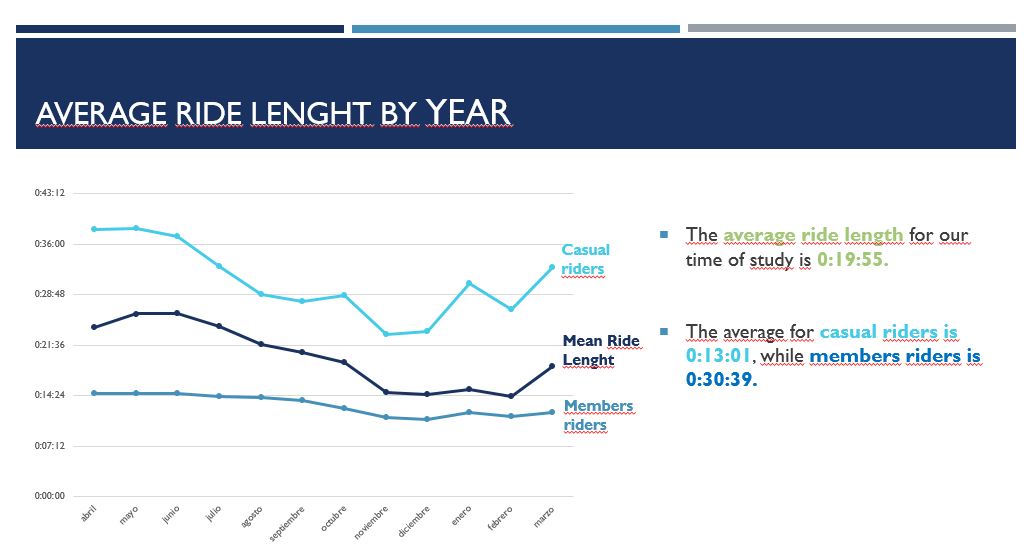 AVERAGE RIDE LENGHT BY YEAR
0:43:12
0:36:00
0:28:48
0:21:36
0:14:24
0:07:12
0:00:00
abril
mayo
junio
julio
agosto
septiembre
octubre
noviembre
diciembre
enero
febrero
marzo
Casual
riders
Mean Ride
Lenght
Members
riders
The average ride length for our
time of study is 0:19:55.
The average for casual riders is
0:13:01, while members riders is
0:30:39.